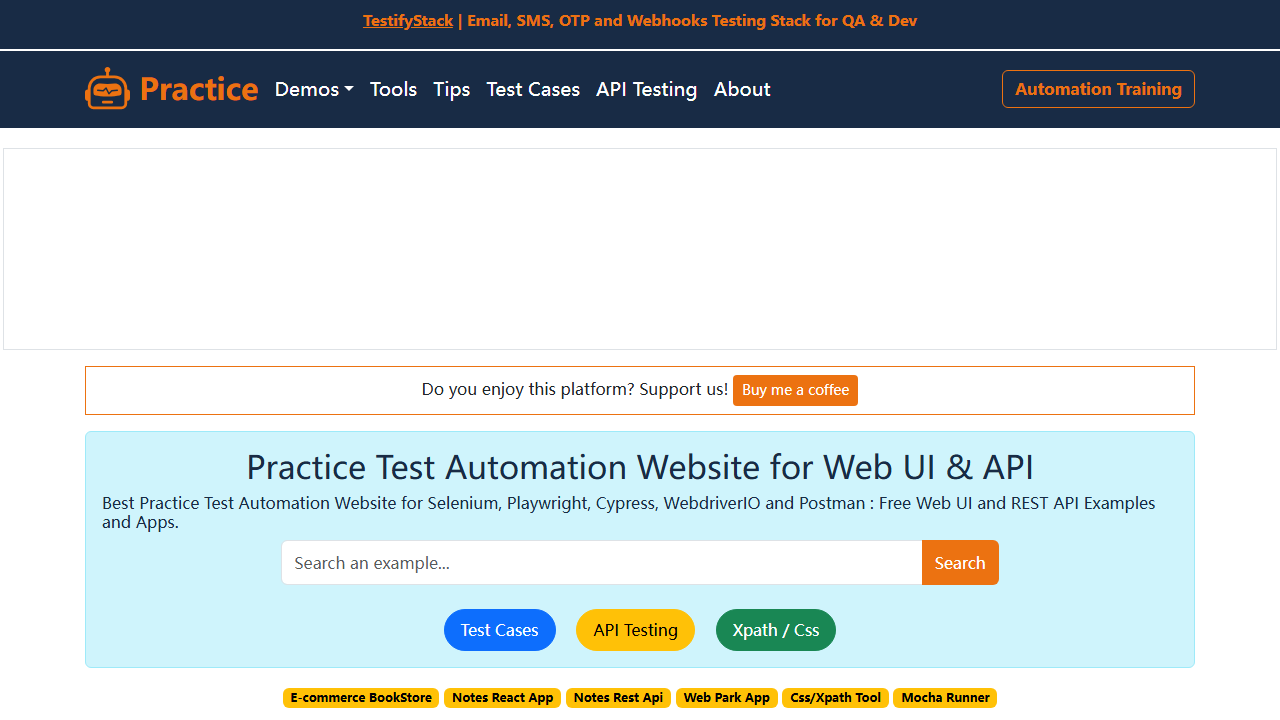 TestifyStack | Email, SMS, OTP and Webhooks Testing Stack for QA & Dev
Practice Demos Tools Tips Test Cases API Testing About Automation Training
Do you enjoy this platform? Support us! Buy me a coffee
Practice Test Automation Website for Web UI & API
Best Practice Test Automation Website for Selenium, Playwright, Cypress, WebdriverIO and Postman : Free Web UI and REST API Examples
and Apps.
Search an example... Search
Test Cases API Testing Xpath / Css
E-commerce BookStore Notes React App Notes Rest Api Web Park App Css/Xpath Tool Mocha Runner